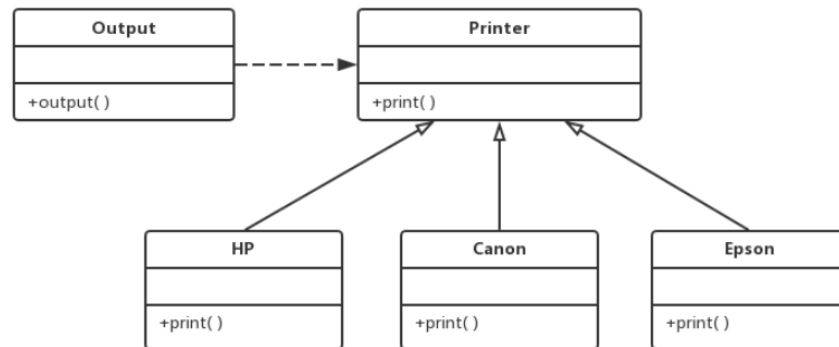 Output
Printer
+output( )
+print( )
HP
Canon
Epson
+print( )
+print( )
+print( )